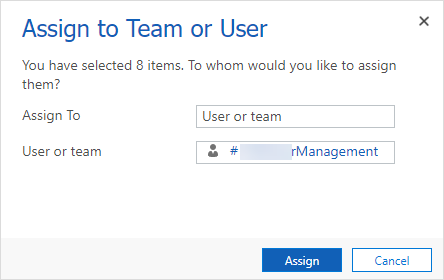 Assign to Team or User
You have selected 8 items. To whom would you like to assign
them?
Assign To
User or team
User or team
# rManagement
Assign
Cancel